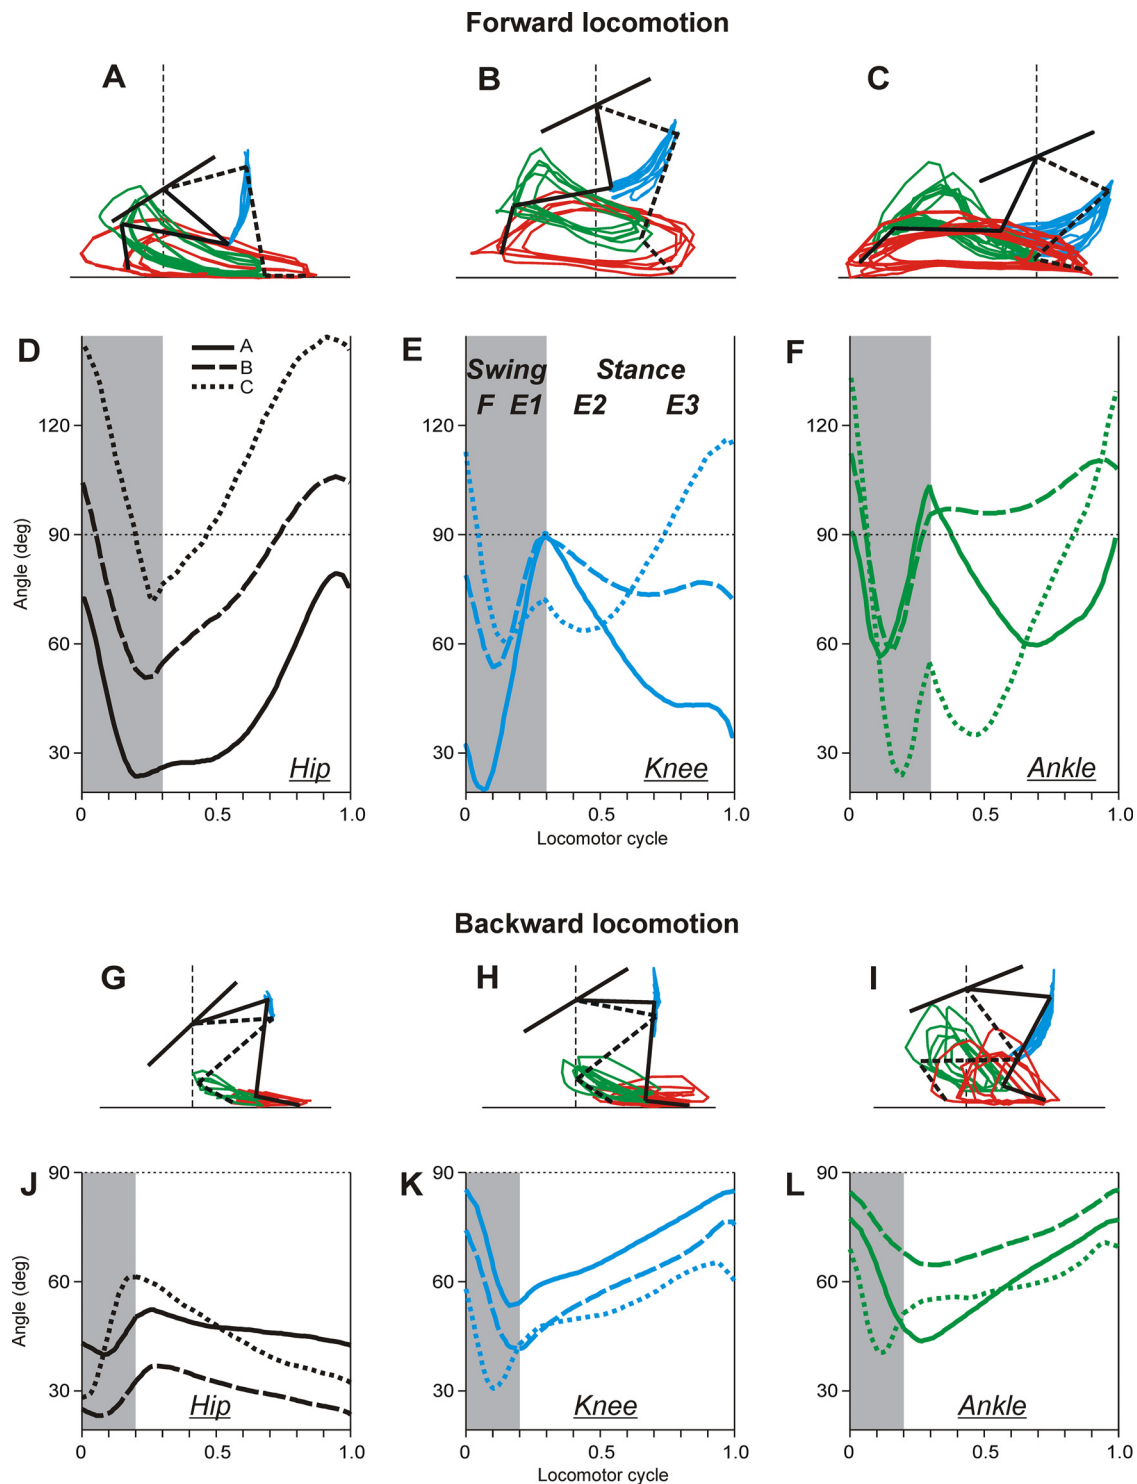 Forward locomotion
A
B
C
D
A
B
C
E
Swing
Stance
F
E1
E2
E3
F
120
90
60
30
Angle (deg)
Hip
0
0.5
1.0
120
90
60
30
Knee
0
0.5
1.0
Locomotor cycle
120
90
60
30
Ankle
0
0.5
1.0
Backward locomotion
G
H
I
J
90
60
30
Angle (deg)
Hip
0
0.5
1.0
K
90
60
30
Knee
0
0.5
1.0
Locomotor cycle
L
90
60
30
Ankle
0
0.5
1.0